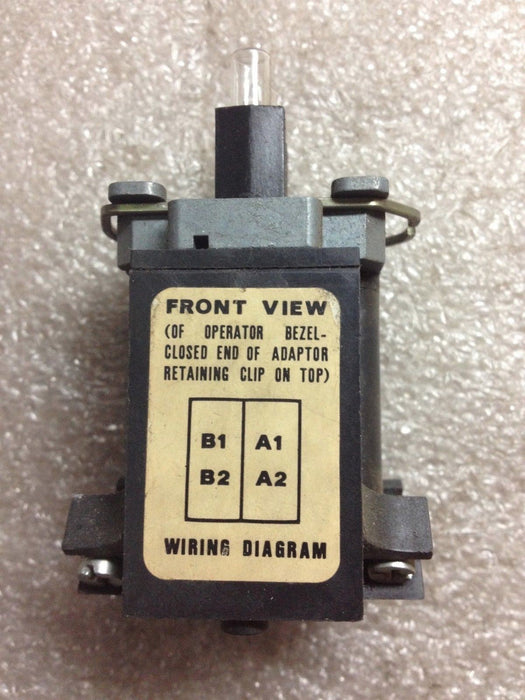 FRONT VIEW
(OF OPERATOR BEZEL-
CLOSED END OF ADAPTOR
RETAINING CLIP ON TOP)
B1 A1
B2 A2
WIRING DIAGRAM